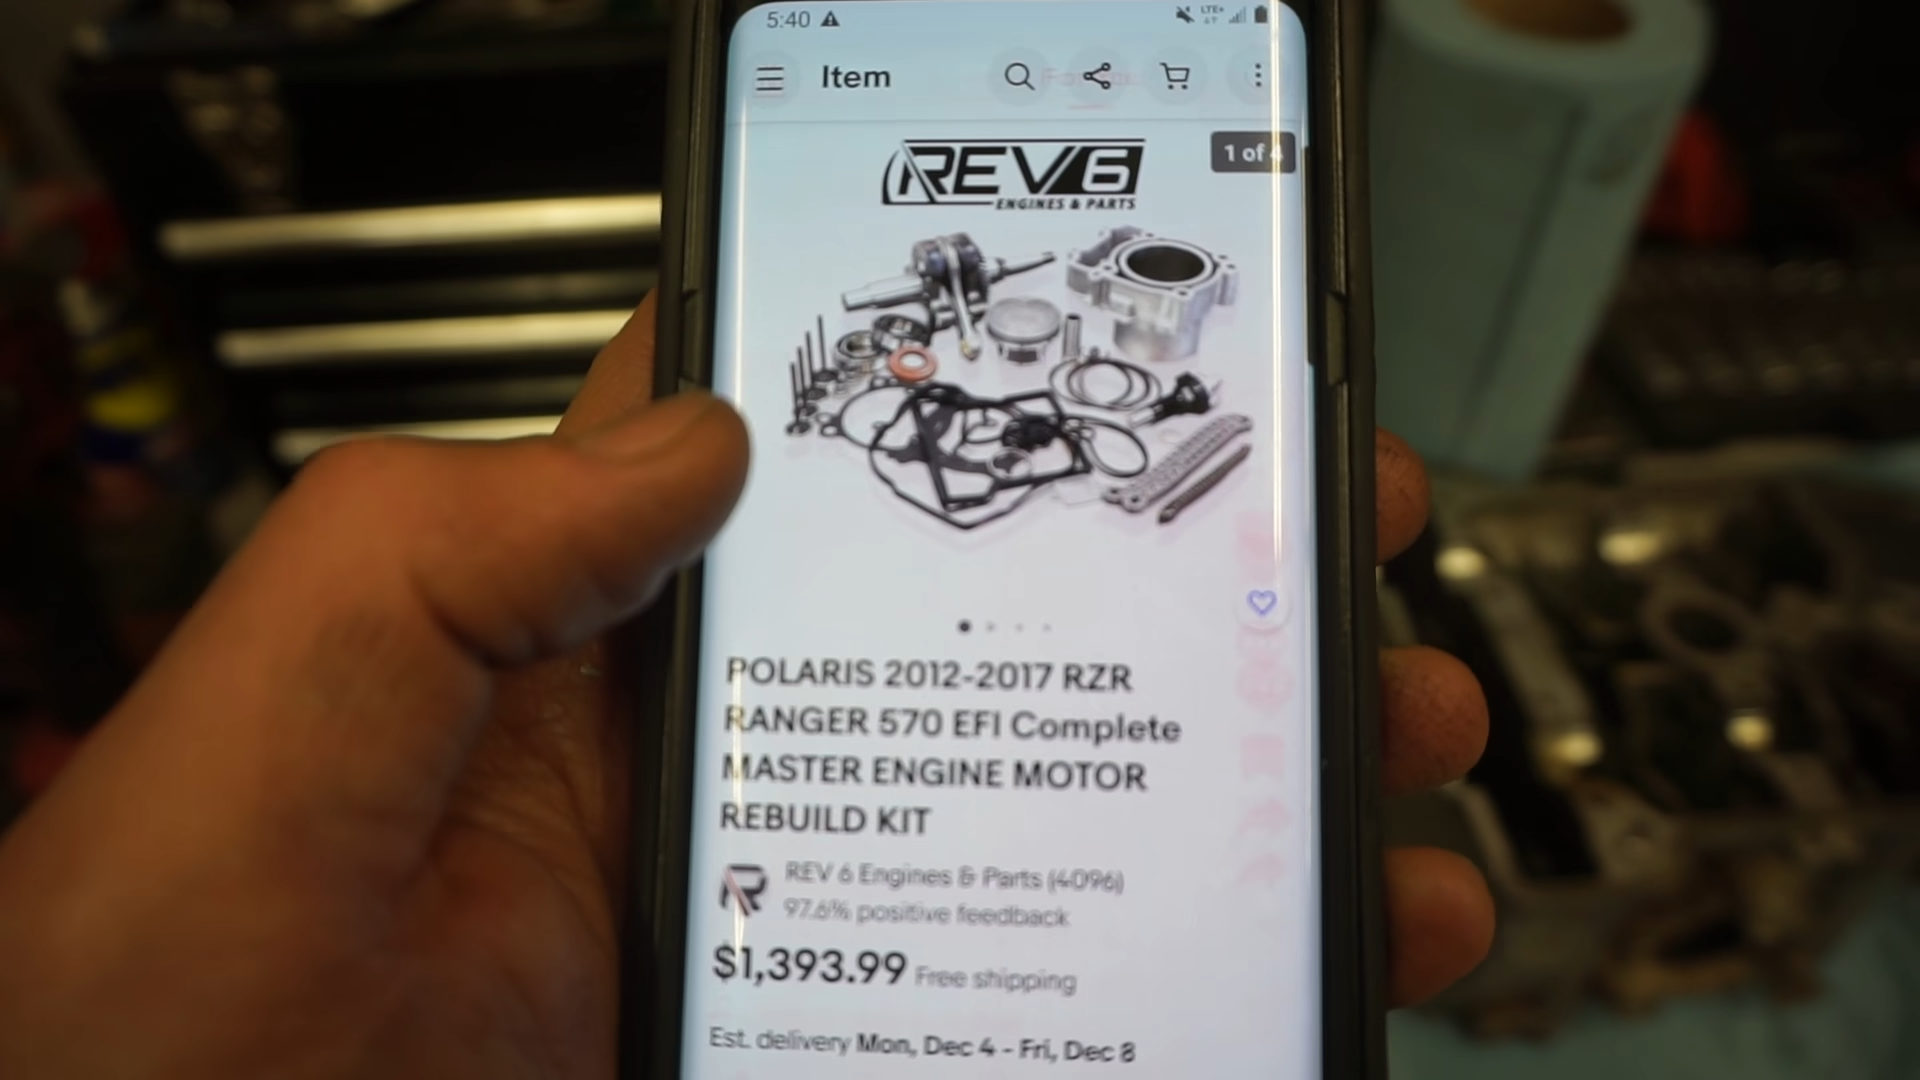 5:40
LTE+
Item
REV6
ENGINES & PARTS
1 of 4
POLARIS 2012-2017 RZR
RANGER 570 EFI Complete
MASTER ENGINE MOTOR
REBUILD KIT
REV 6 Engines & Parts (4096)
97.6% positive feedback
$1,393.99 Free shipping
Est. delivery Mon, Dec 4 - Fri, Dec 8